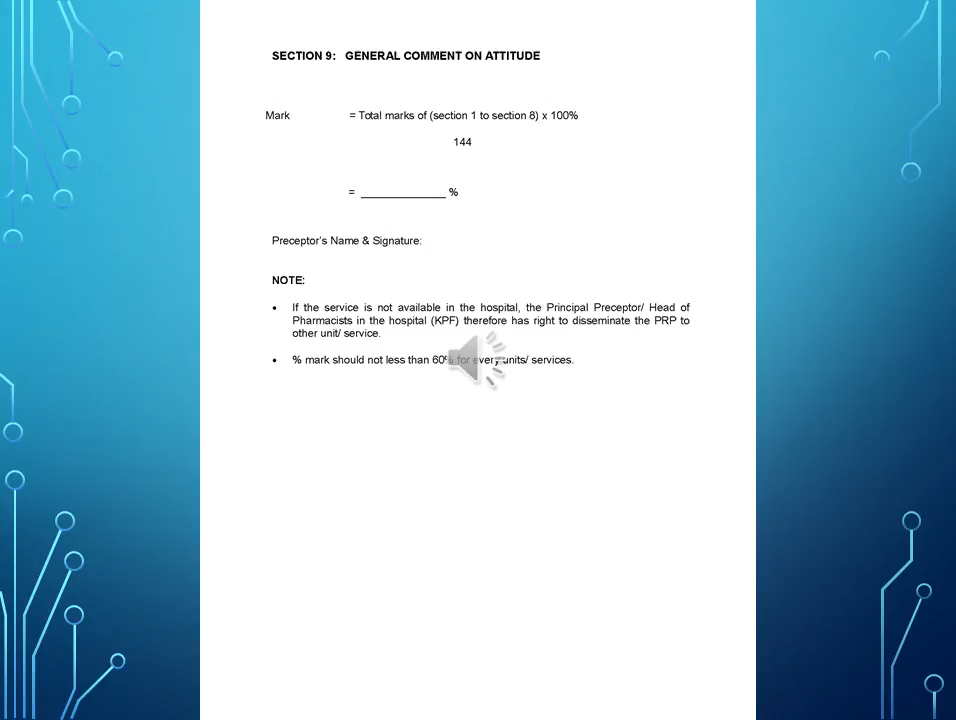 SECTION 9: GENERAL COMMENT ON ATTITUDE
Mark = Total marks of (section 1 to section 8) x 100%
144
= ______________ %
Preceptor's Name & Signature:
NOTE:
• If the service is not available in the hospital, the Principal Preceptor/ Head of
Pharmacists in the hospital (KPF) therefore has right to disseminate the PRP to
other unit/ service.
• % mark should not less than 60% for every units/ services.